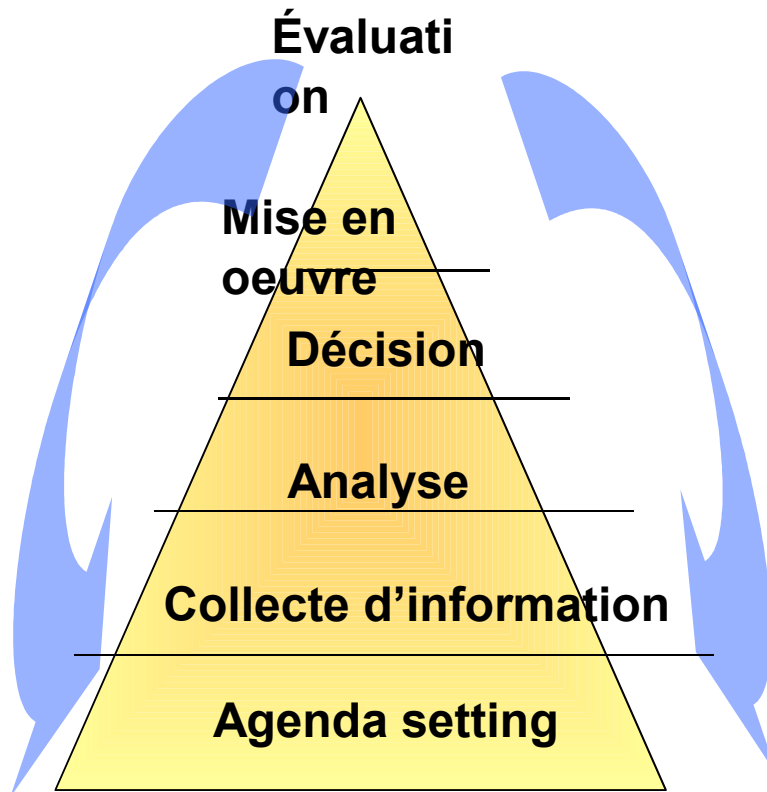 Évaluati
on
Mise en
oeuvre
Décision
Analyse
Collecte d’information
Agenda setting